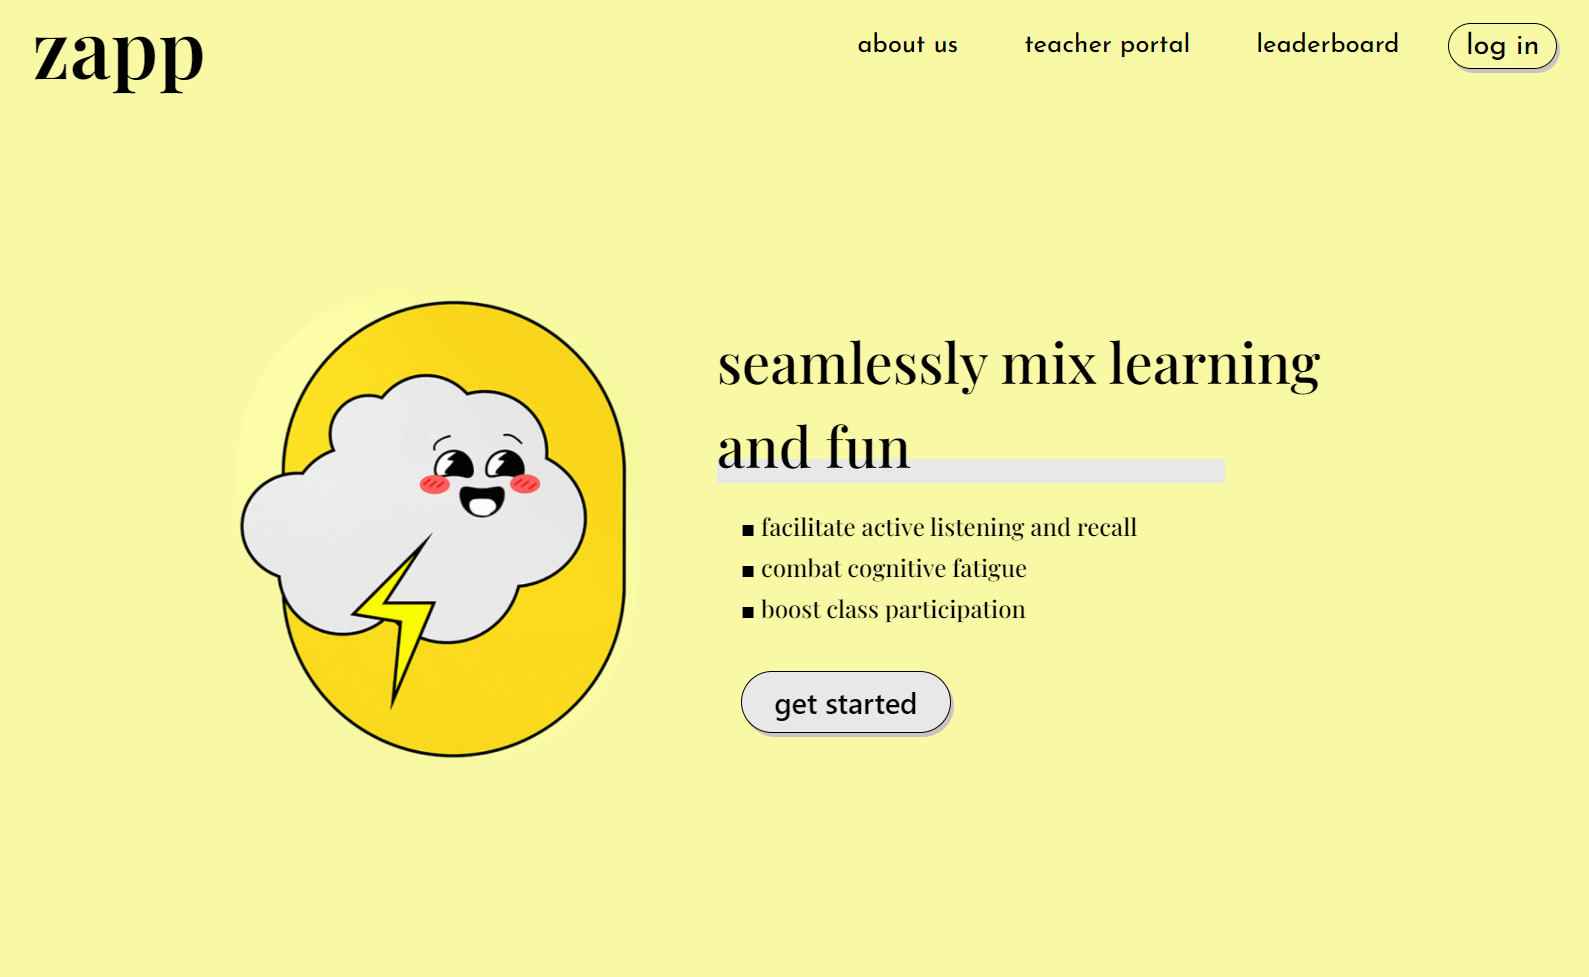 zapp
about us
teacher portal
leaderboard
log in
seamlessly mix learning
and fun
▪ facilitate active listening and recall
▪ combat cognitive fatigue
▪ boost class participation
get started